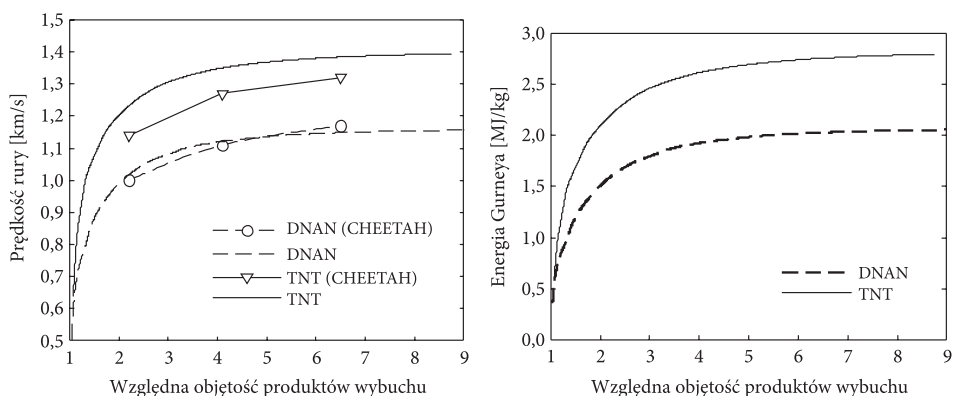 Prędkość rury [km/s]
1,5
1,4
1,3
1,2
1,1
1,0
0,9
0,8
0,7
0,6
0,5
DNAN (CHEETAH)
DNAN
TNT (CHEETAH)
TNT
1 2 3 4 5 6 7 8 9
Względna objętość produktów wybuchu
Energia Gurneya [MJ/kg]
3,0
2,5
2,0
1,5
1,0
0,5
0,0
DNAN
TNT
1 2 3 4 5 6 7 8 9
Względna objętość produktów wybuchu